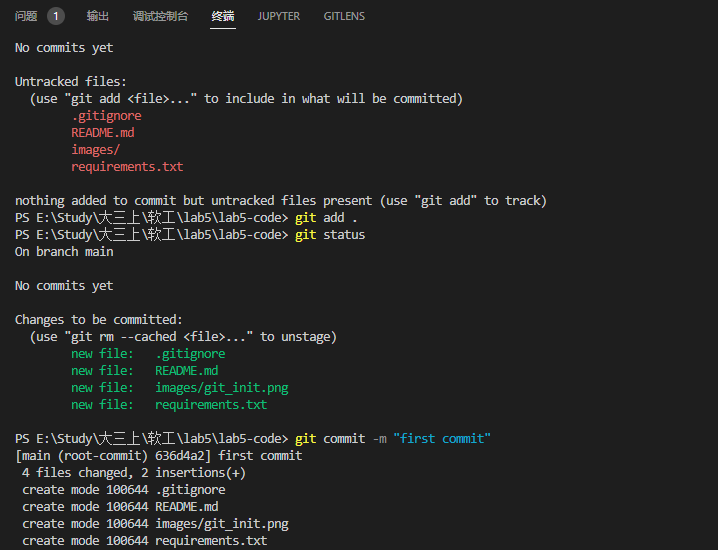 问题 1 输出 调试控制台 终端 JUPYTER GITLENS
No commits yet
Untracked files:
(use "git add <file>..." to include in what will be committed)
.gitignore
README.md
images/
requirements.txt
nothing added to commit but untracked files present (use "git add" to track)
PS E:\Study\大三上\软工\lab5\lab5-code> git add .
PS E:\Study\大三上\软工\lab5\lab5-code> git status
On branch main
No commits yet
Changes to be committed:
(use "git rm --cached <file>..." to unstage)
new file:   .gitignore
new file:   README.md
new file:   images/git_init.png
new file:   requirements.txt
PS E:\Study\大三上\软工\lab5\lab5-code> git commit -m "first commit"
[main (root-commit) 636d4a2] first commit
4 files changed, 2 insertions(+)
create mode 100644 .gitignore
create mode 100644 README.md
create mode 100644 images/git_init.png
create mode 100644 requirements.txt